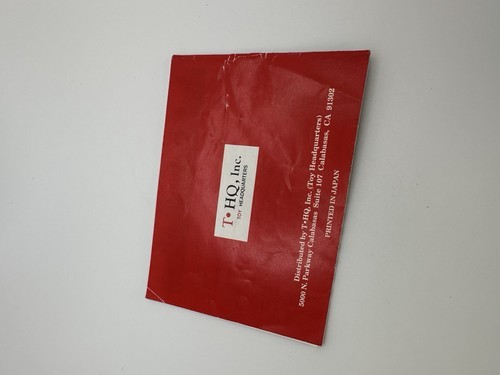 T•HQ, Inc.
TOY HEADQUARTERS
Distributed by T•HQ, Inc. (Toy Headquarters)
5000 N. Parkway Calabasas Suite 107 Calabasas, CA 91302
PRINTED IN JAPAN